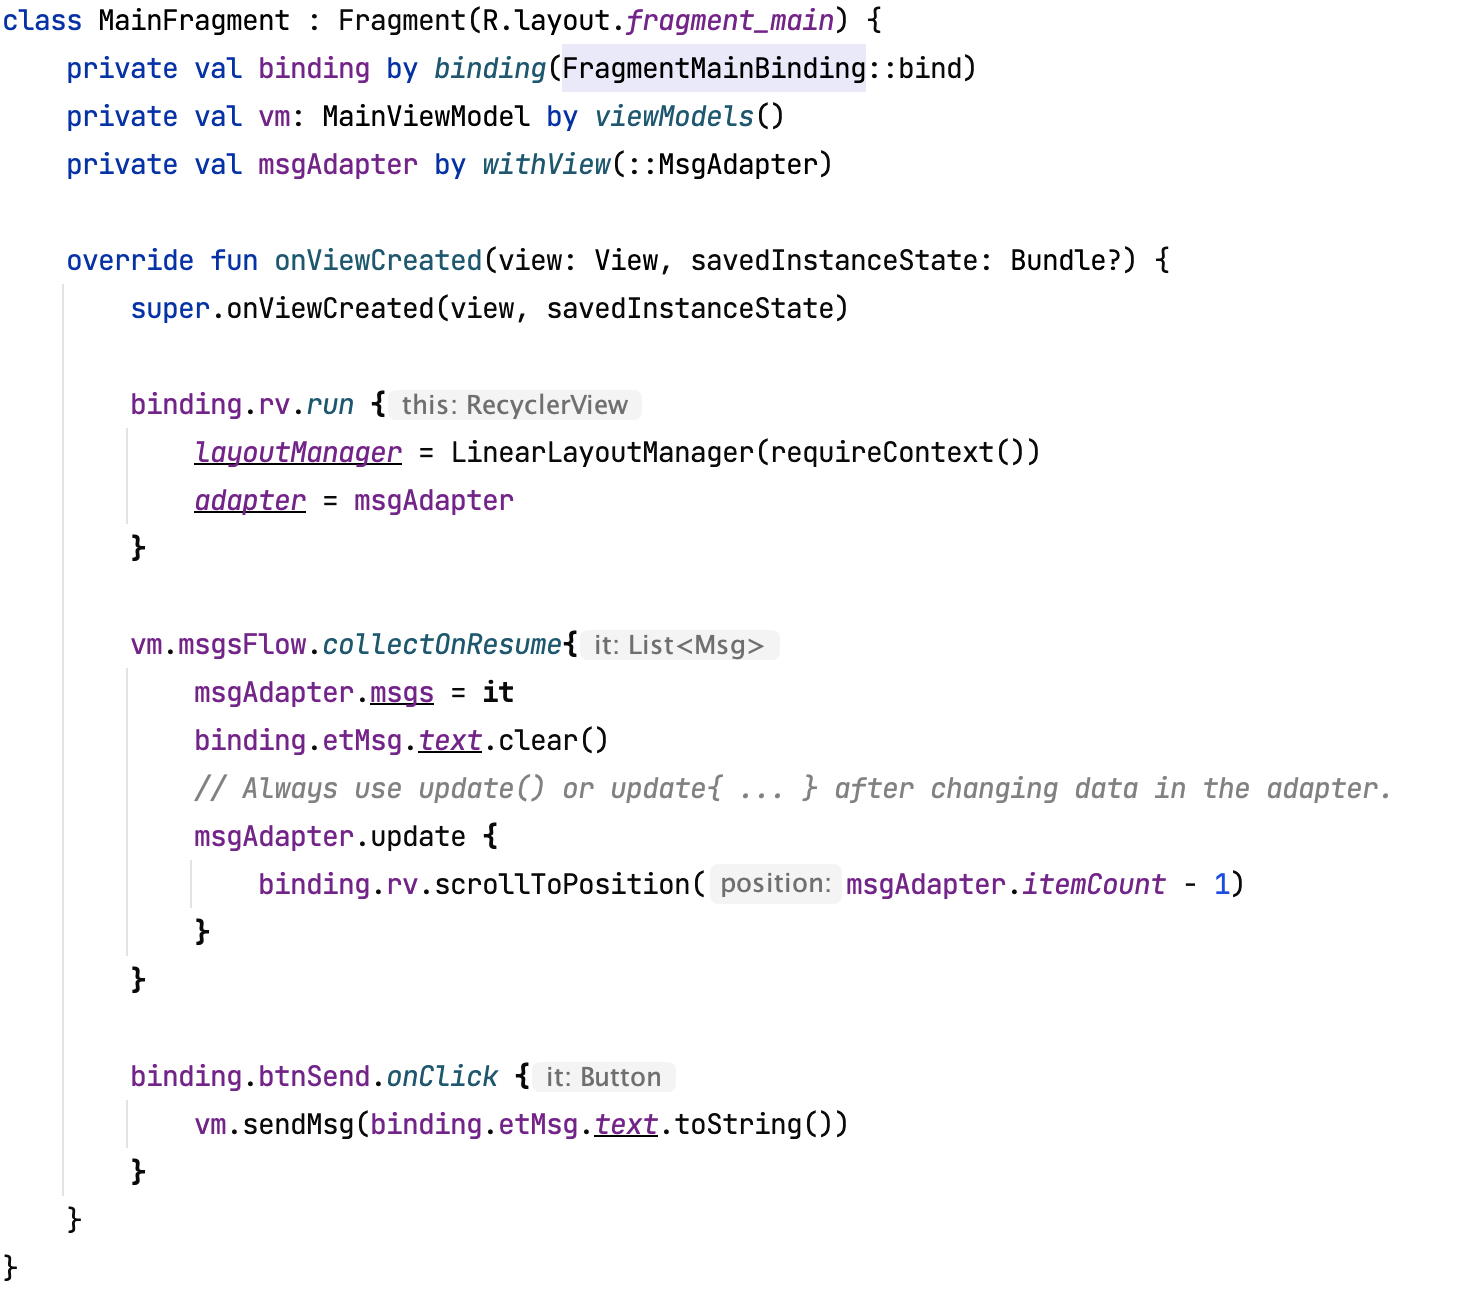 class MainFragment : Fragment(R.layout.fragment_main) {
    private val binding by binding(FragmentMainBinding::bind)
    private val vm: MainViewModel by viewModels()
    private val msgAdapter by withView(::MsgAdapter)

    override fun onViewCreated(view: View, savedInstanceState: Bundle?) {
        super.onViewCreated(view, savedInstanceState)

        binding.rv.run { this: RecyclerView
            layoutManager = LinearLayoutManager(requireContext())
            adapter = msgAdapter
        }

        vm.msgsFlow.collectOnResume{ it: List<Msg>
            msgAdapter.msgs = it
            binding.etMsg.text.clear()
            // Always use update() or update{ ... } after changing data in the adapter.
            msgAdapter.update {
                binding.rv.scrollToPosition( position: msgAdapter.itemCount - 1)
            }
        }

        binding.btnSend.onClick { it: Button
            vm.sendMsg(binding.etMsg.text.toString())
        }
    }
}